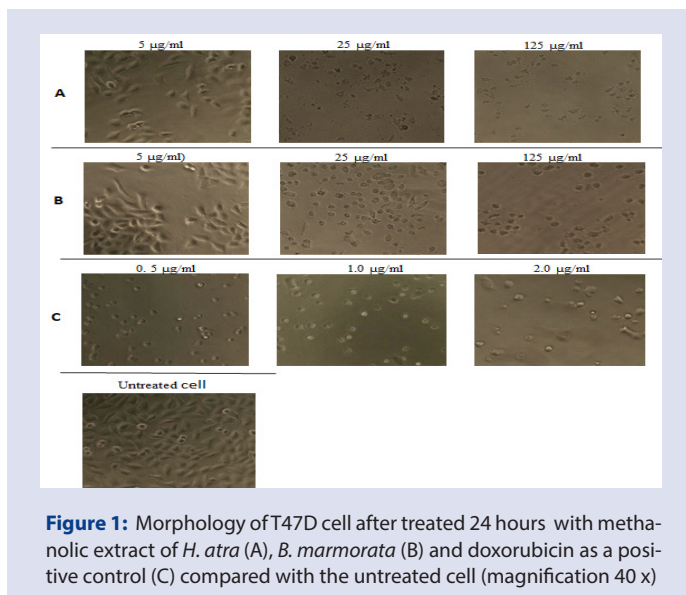 5 µg/ml 25 µg/ml 125 µg/ml
A
5 µg/ml) 25 µg/ml 125 µg/ml
B
0. 5 µg/ml 1.0 µg/ml 2.0 µg/ml
C
Untreated cell
Figure 1: Morphology of T47D cell after treated 24 hours with metha-
nolic extract of H. atra (A), B. marmorata (B) and doxorubicin as a posi-
tive control (C) compared with the untreated cell (magnification 40 x)